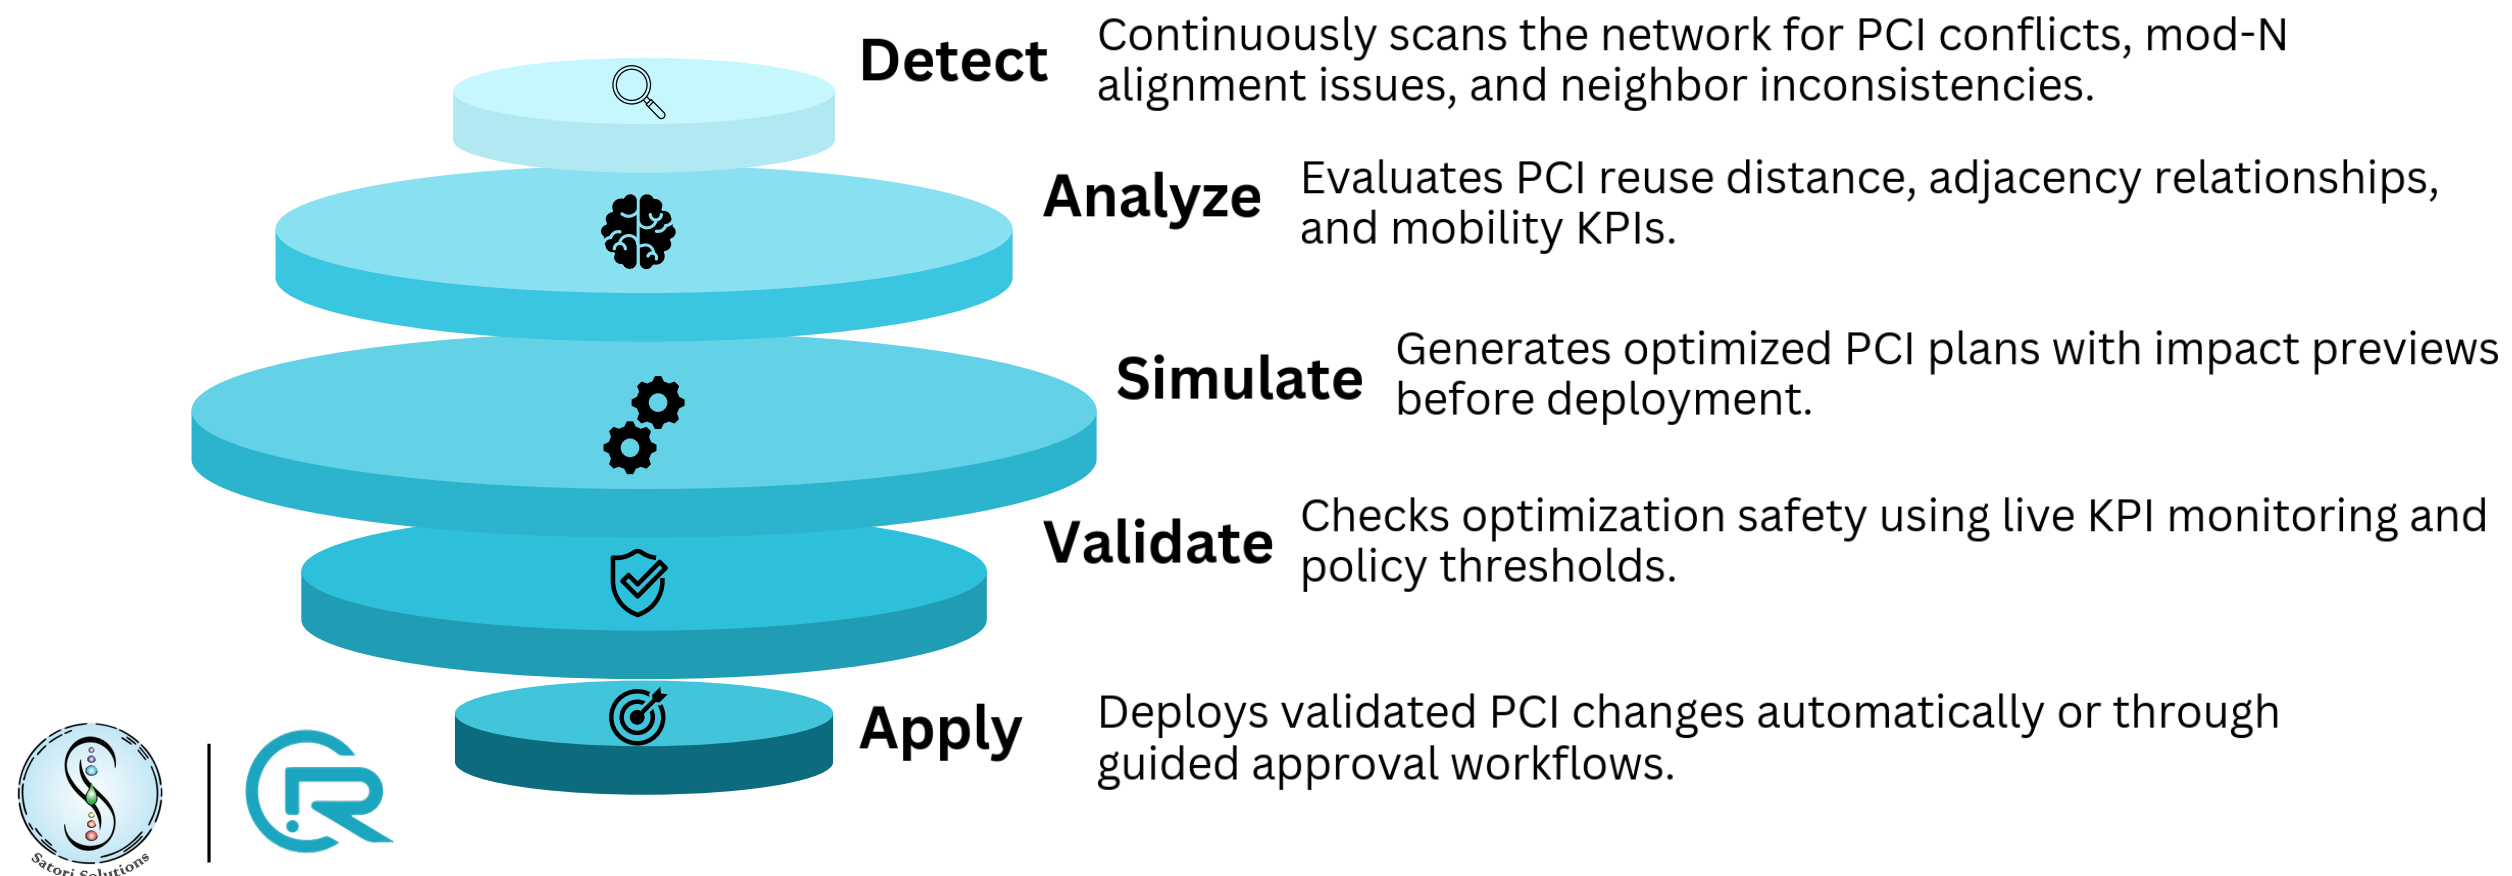 Detect
Continuously scans the network for PCI conflicts, mod-N
alignment issues, and neighbor inconsistencies.
Analyze
Evaluates PCI reuse distance, adjacency relationships,
and mobility KPIs.
Simulate
Generates optimized PCI plans with impact previews
before deployment.
Validate
Checks optimization safety using live KPI monitoring and
policy thresholds.
Apply
Deploys validated PCI changes automatically or through
guided approval workflows.
Satori Solutions